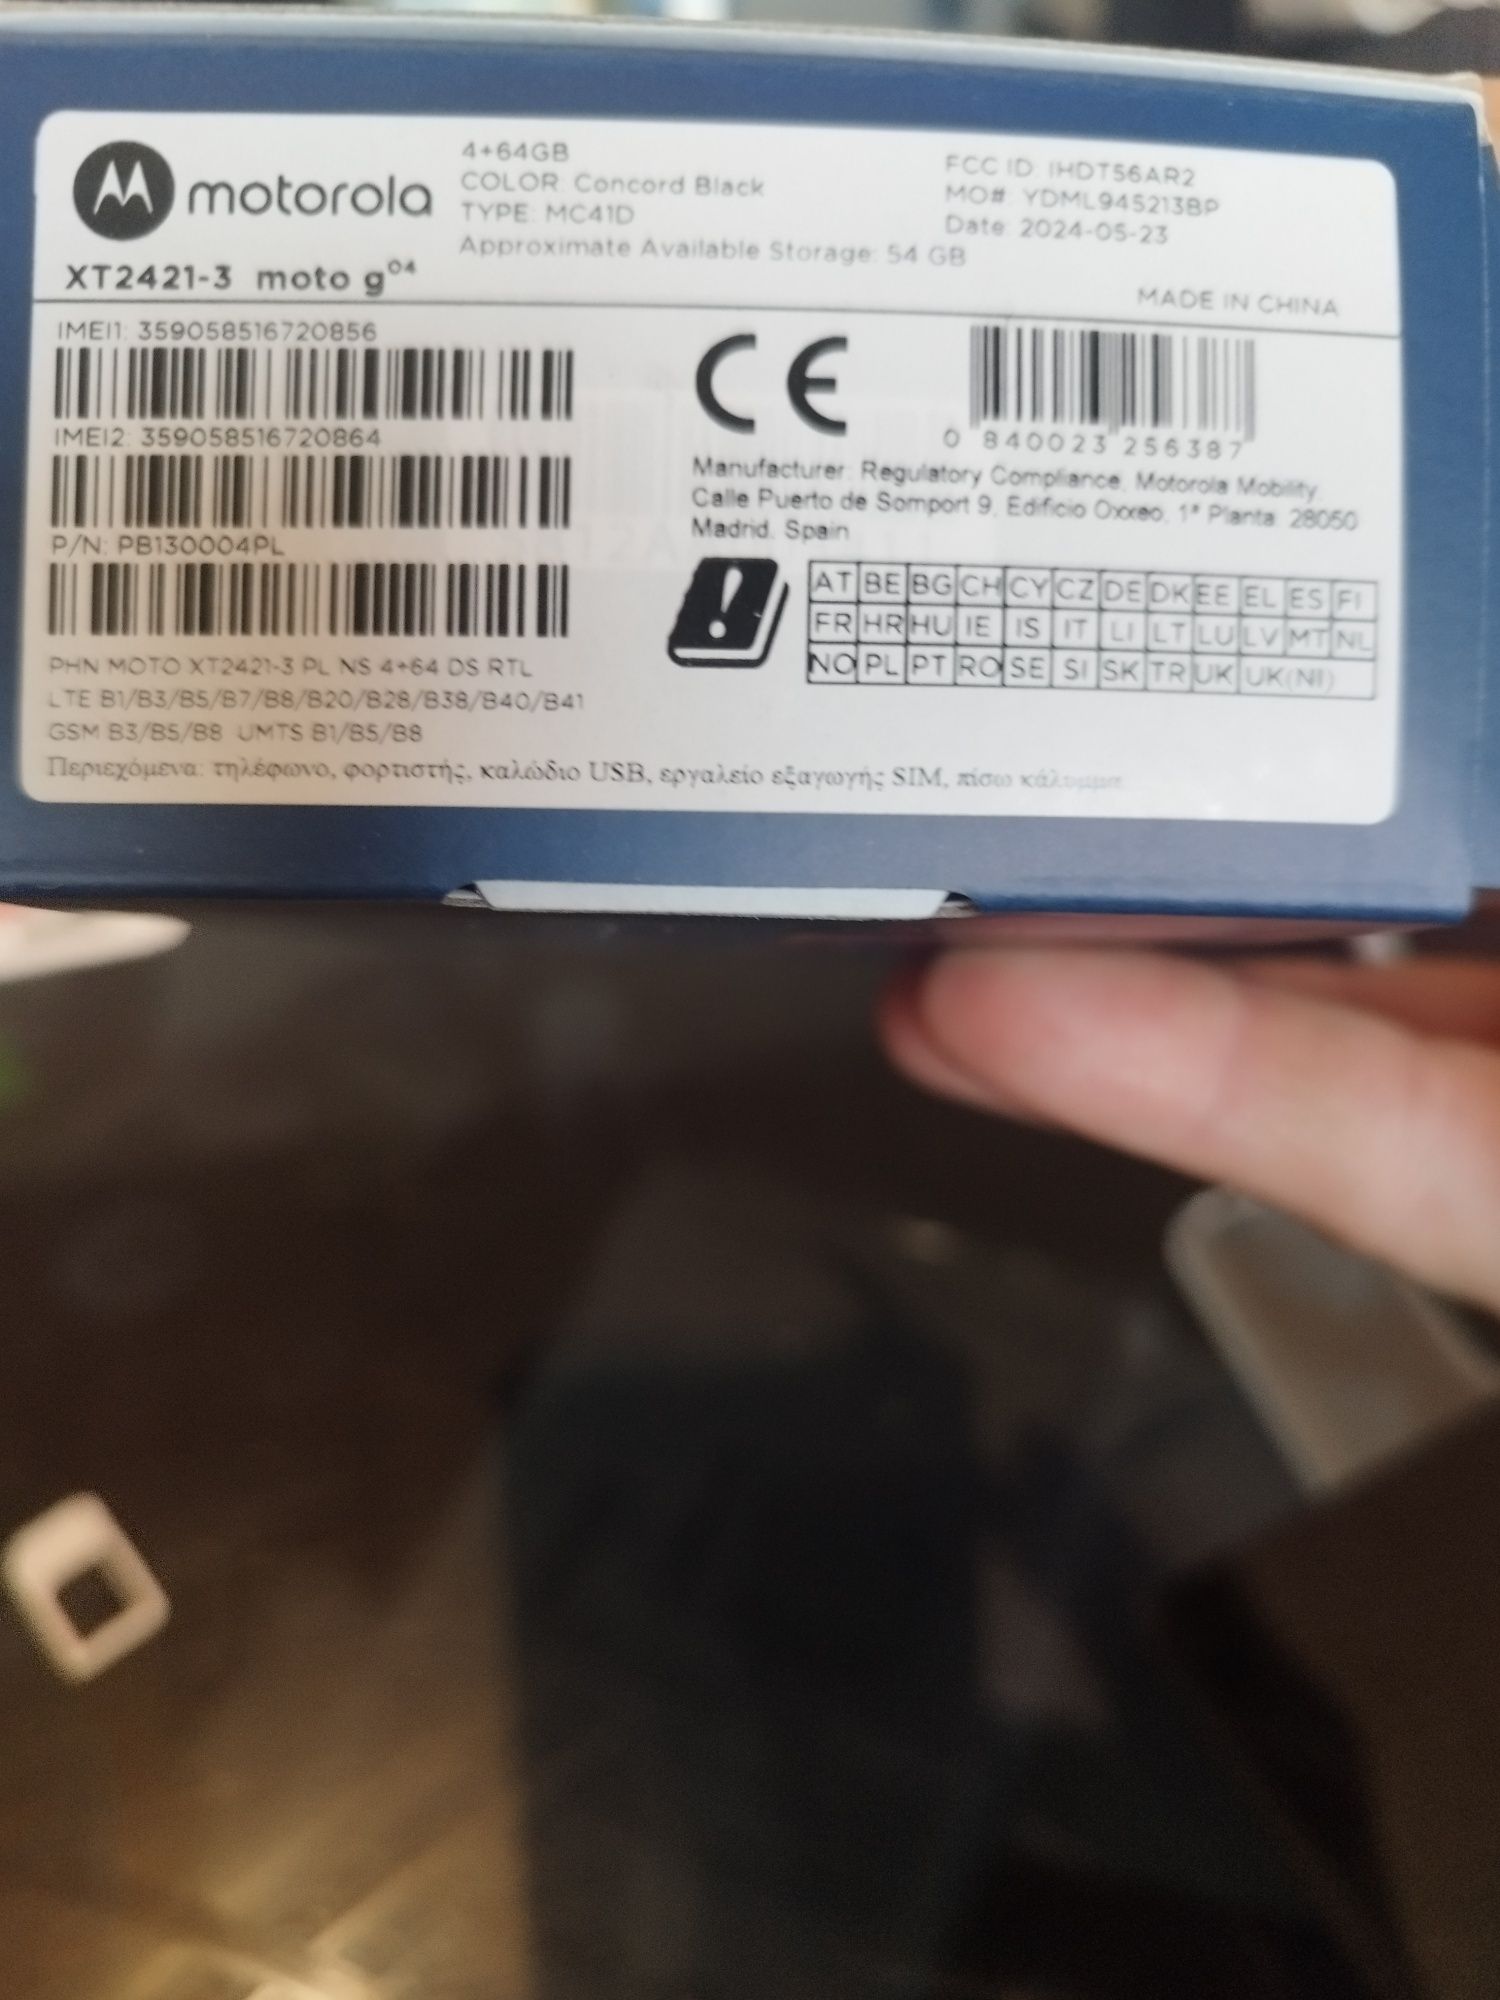 motorola
XT2421-3 moto g04
4+64GB
COLOR: Concord Black
TYPE: MC41D
Approximate Available Storage: 54 GB
FCC ID: IHDT56AR2
MO#: YDML945213BP
Date: 2024-05-23
MADE IN CHINA
IMEI1: 359058516720856
IMEI2: 359058516720864
P/N: PB130004PL
PHN MOTO XT2421-3 PL NS 4+64 DS RTL
LTE B1/B3/B5/B7/B8/B20/B28/B38/B40/B41
GSM B3/B5/B8 UMTS B1/B5/B8
CE
0 840023 256387
Manufacturer: Regulatory Compliance, Motorola Mobility,
Calle Puerto de Somport 9, Edificio Oxxeo, 1ª Planta 28050
Madrid. Spain
AT BE BG CH CY CZ DE DK EE EL ES FI
FR HR HU IE IS IT LI LT LU LV MT NL
NO PL PT RO SE SI SK TR UK UK(NI)
Περιεχόμενα: τηλέφωνο, φορτιστής, καλώδιο USB, εργαλείο εξαγωγής SIM, πίσω κάλυμμα